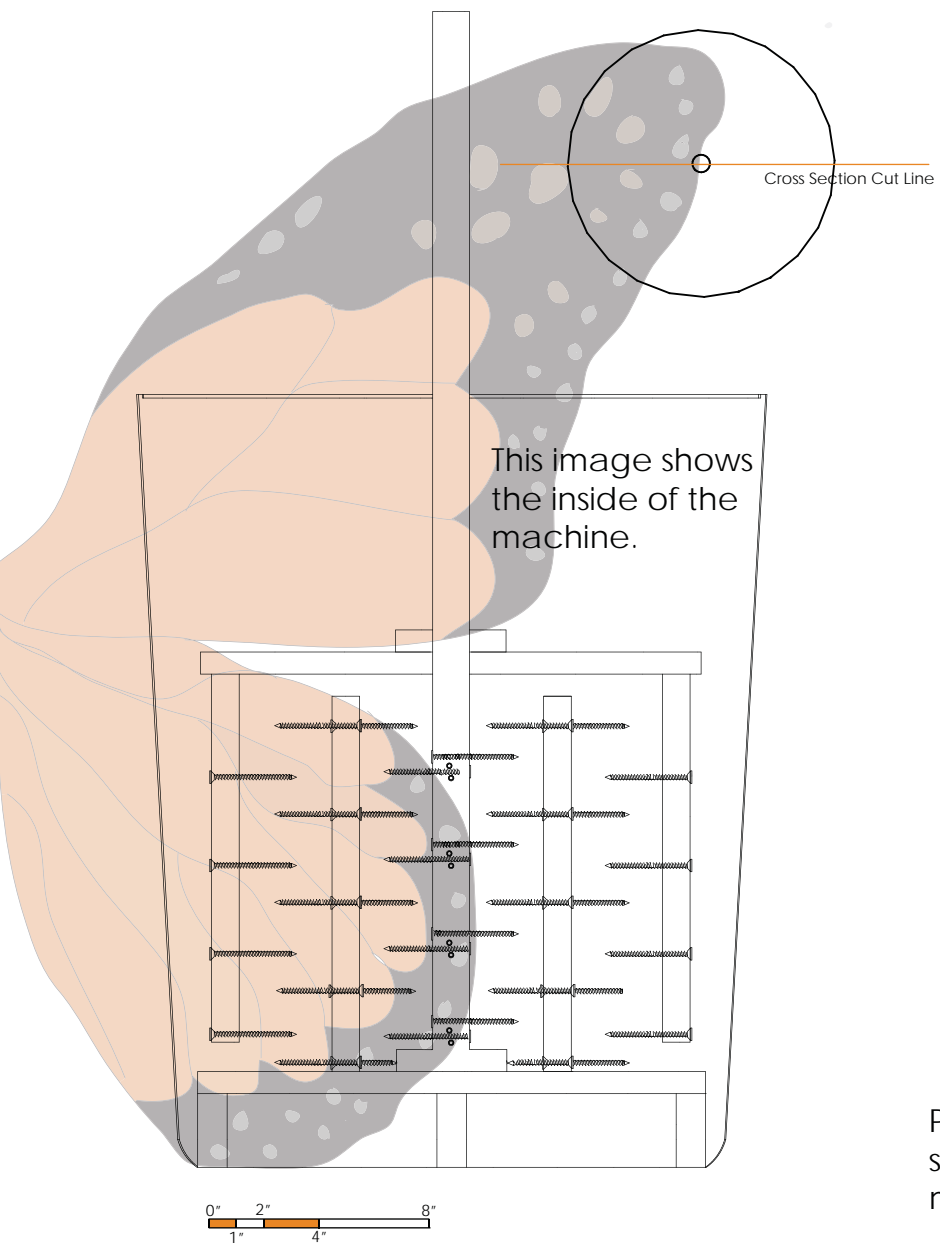 Cross Section Cut Line
This image shows
the inside of the
machine.
0" 2" 8"
1" 4"